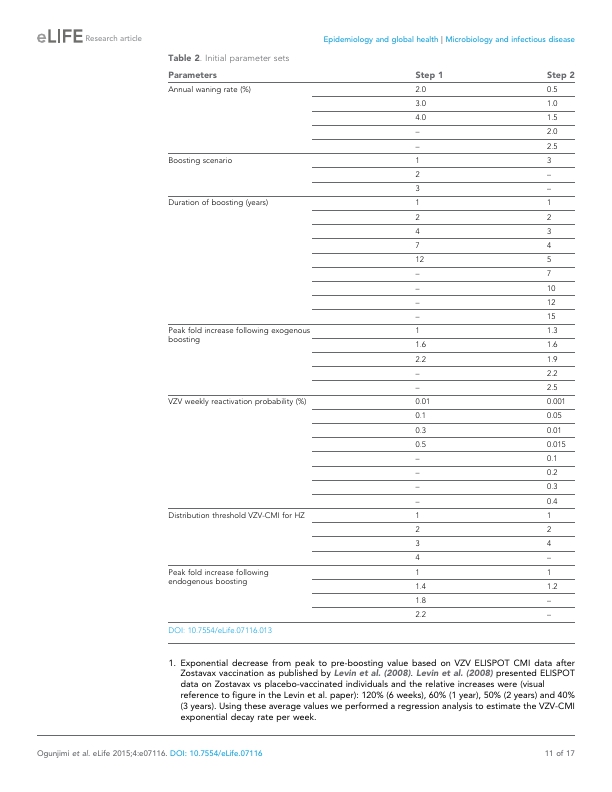 eLIFE Research article
Epidemiology and global health | Microbiology and infectious disease
Table 2. Initial parameter sets
Parameters Step 1 Step 2
Annual waning rate (%) 2.0 0.5
3.0 1.0
4.0 1.5
– 2.0
– 2.5
Boosting scenario 1 3
2 –
3 –
Duration of boosting (years) 1 1
2 2
4 3
7 4
12 5
– 7
– 10
– 12
– 15
Peak fold increase following exogenous boosting 1 1.3
1.6 1.6
2.2 1.9
– 2.2
– 2.5
VZV weekly reactivation probability (%) 0.01 0.001
0.1 0.05
0.3 0.01
0.5 0.015
– 0.1
– 0.2
– 0.3
– 0.4
Distribution threshold VZV-CMI for HZ 1 1
2 2
3 4
4 –
Peak fold increase following endogenous boosting 1 1
1.4 1.2
1.8 –
2.2 –
DOI: 10.7554/eLife.07116.013
1. Exponential decrease from peak to pre-boosting value based on VZV ELISPOT CMI data after
Zostavax vaccination as published by Levin et al. (2008). Levin et al. (2008) presented ELISPOT
data on Zostavax vs placebo-vaccinated individuals and the relative increases were (visual
reference to figure in the Levin et al. paper): 120% (6 weeks), 60% (1 year), 50% (2 years) and 40%
(3 years). Using these average values we performed a regression analysis to estimate the VZV-CMI
exponential decay rate per week.
Ogunjimi et al. eLife 2015;4:e07116. DOI: 10.7554/eLife.07116
11 of 17